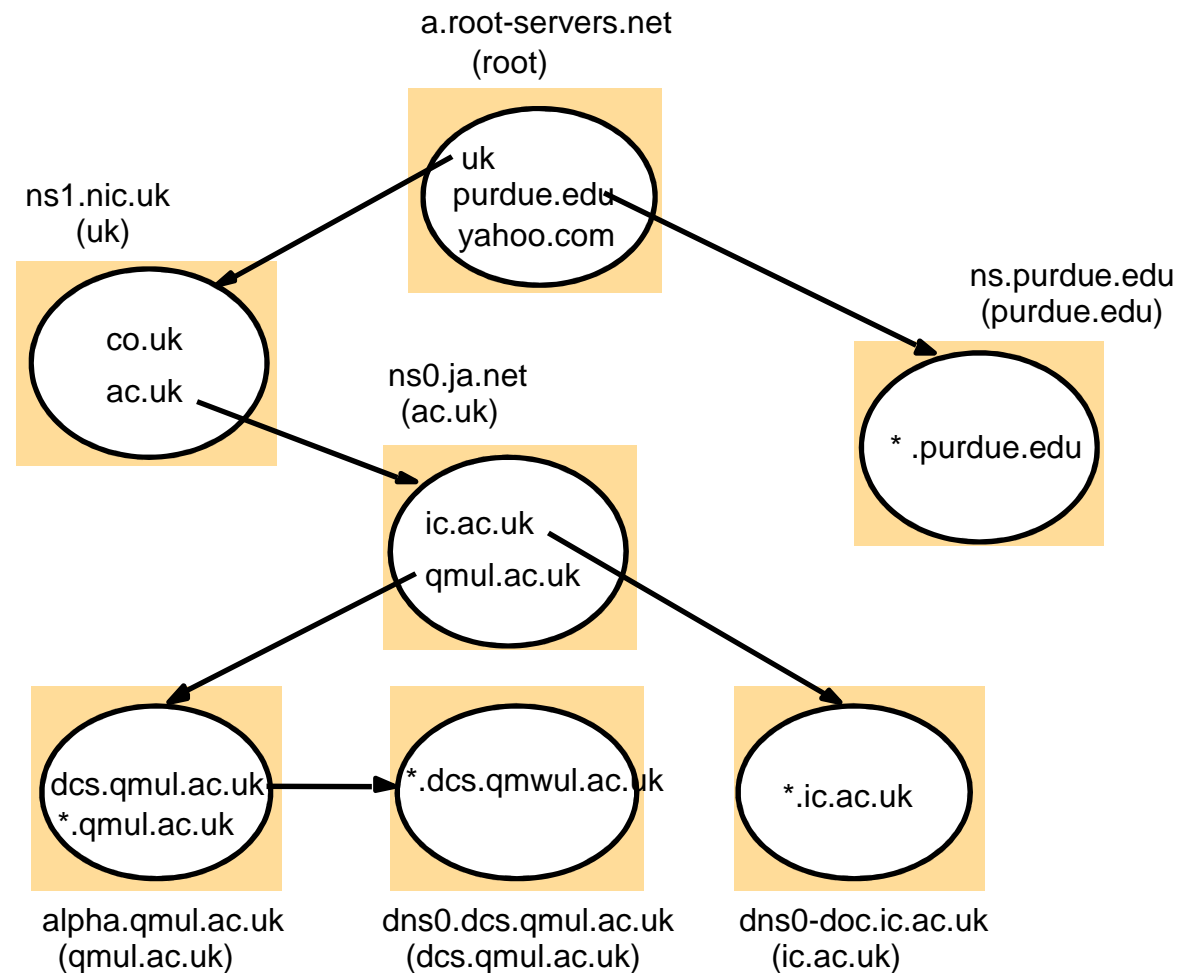 a.root-servers.net
(root)
uk
purdue.edu
yahoo.com
ns1.nic.uk
(uk)
co.uk
ac.uk
ns.purdue.edu
(purdue.edu)
* .purdue.edu
ns0.ja.net
(ac.uk)
ic.ac.uk
qmul.ac.uk
dcs.qmul.ac.uk
*.qmul.ac.uk
*.dcs.qmwul.ac.uk
*.ic.ac.uk
alpha.qmul.ac.uk
(qmul.ac.uk)
dns0.dcs.qmul.ac.uk
(dcs.qmul.ac.uk)
dns0-doc.ic.ac.uk
(ic.ac.uk)